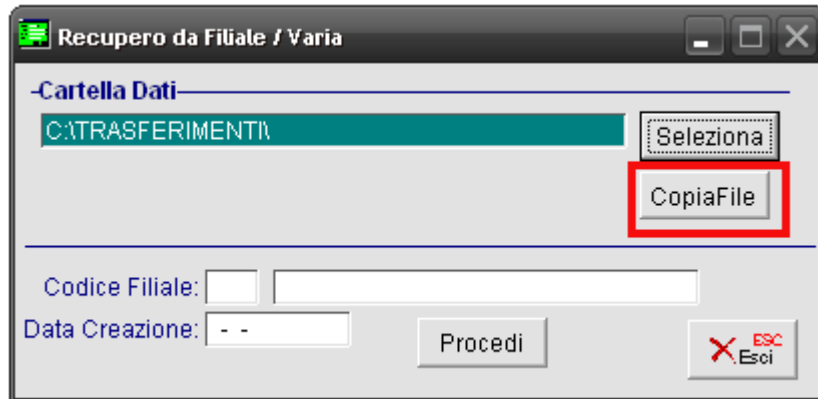 Recupero da Filiale / Varia
Cartella Dati
C:\TRASFERIMENTI\
Seleziona
CopiaFile
Codice Filiale:
Data Creazione: - -
Procedi
ESC
Esci